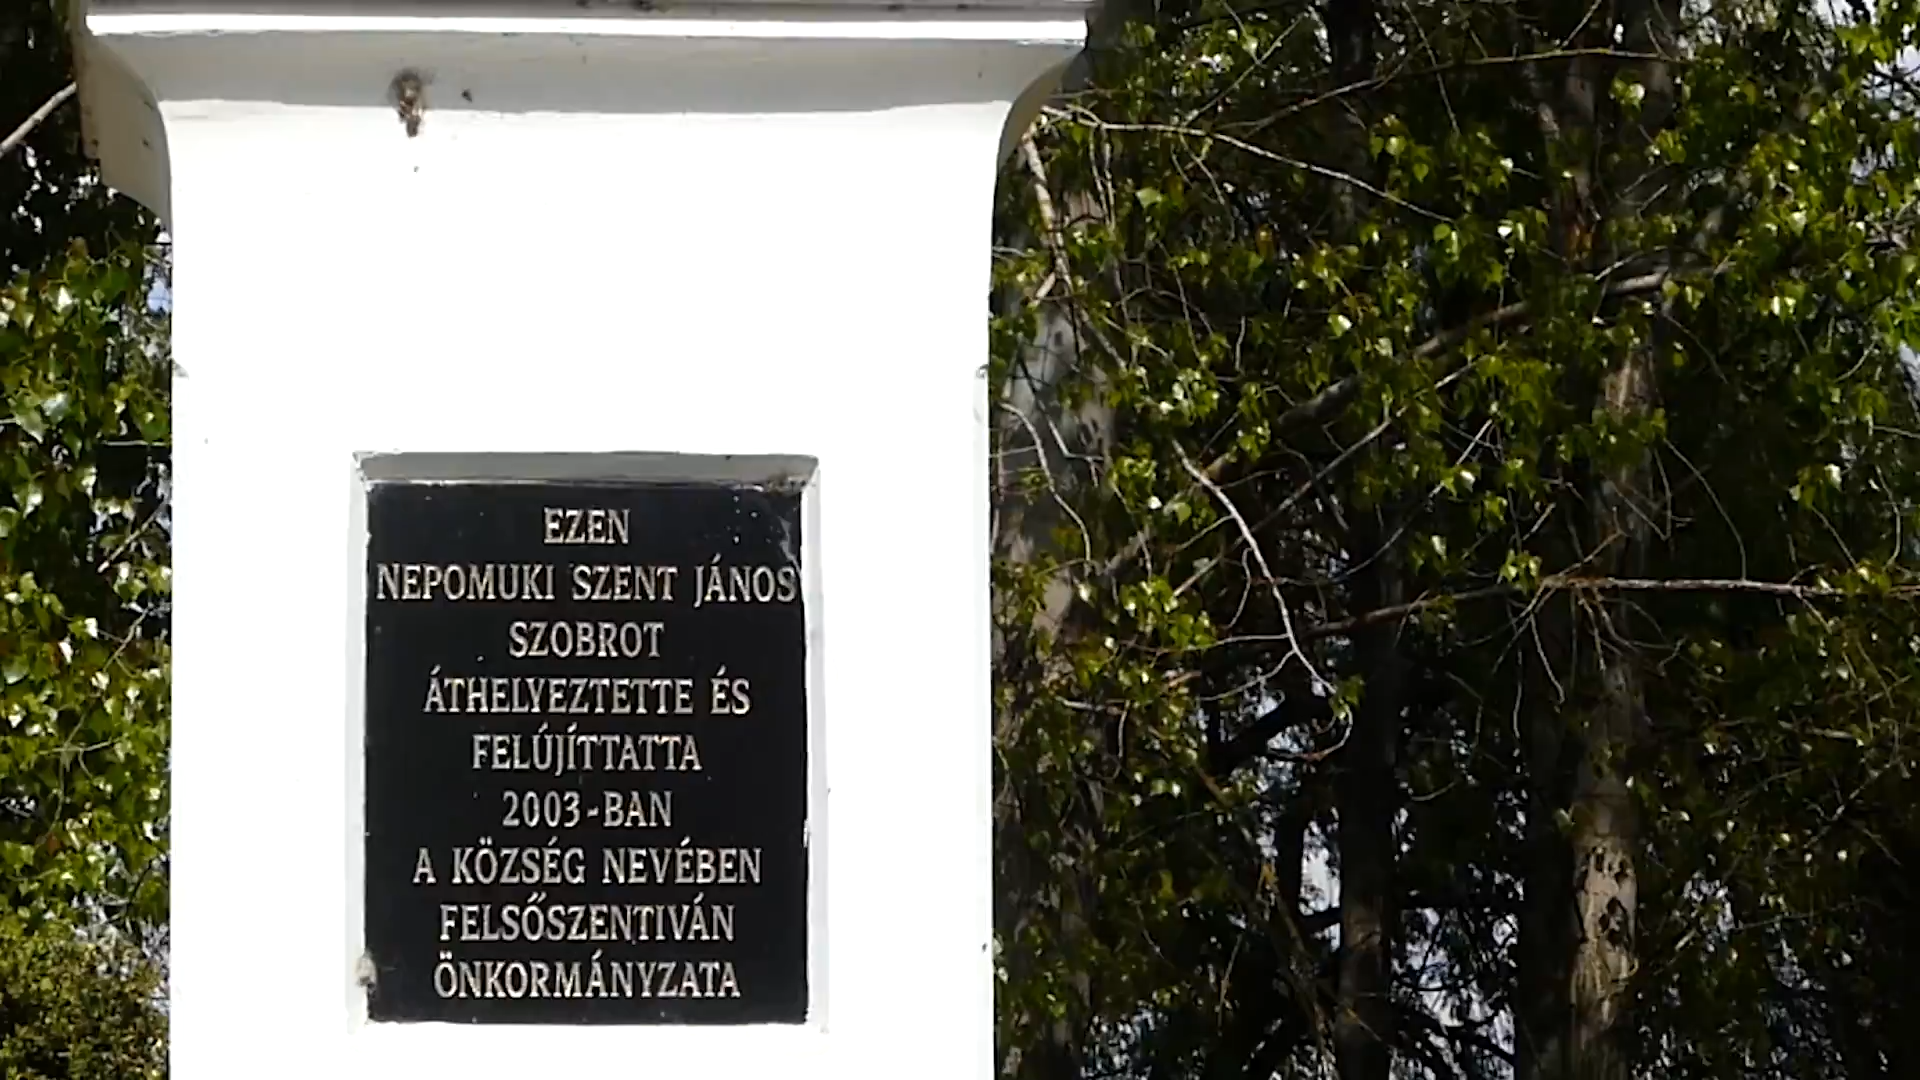 EZEN
NEPOMUKI SZENT JÁNOS
SZOBROT
ÁTHELYEZTETTE ÉS
FELÚJÍTTATTA
2003-BAN
A KÖZSÉG NEVÉBEN
FELSŐSZENTIVÁN
ÖNKORMÁNYZATA